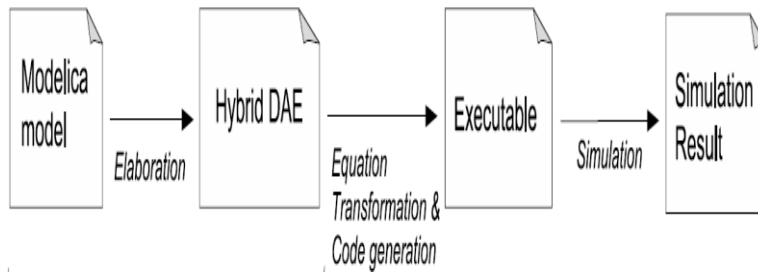 Modelica
model
Elaboration
Hybrid DAE
Equation
Transformation &
Code generation
Executable
Simulation
Simulation
Result